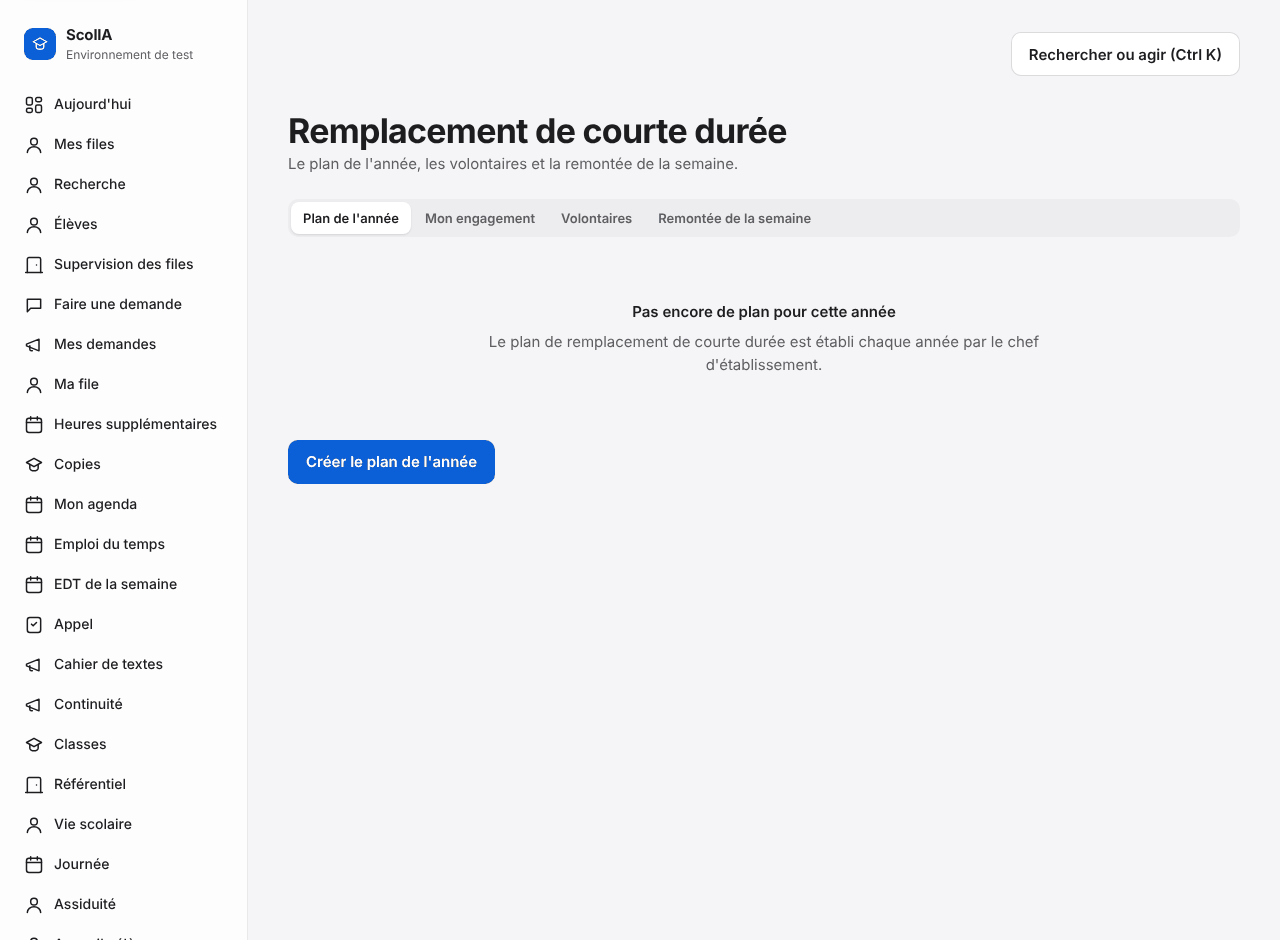 ScolIA
Environnement de test
Rechercher ou agir (Ctrl K)
Aujourd'hui
Mes files
Recherche
Élèves
Supervision des files
Faire une demande
Mes demandes
Ma file
Heures supplémentaires
Copies
Mon agenda
Emploi du temps
EDT de la semaine
Appel
Cahier de textes
Continuité
Classes
Référentiel
Vie scolaire
Journée
Assiduité
Remplacement de courte durée
Le plan de l'année, les volontaires et la remontée de la semaine.
Plan de l'année Mon engagement Volontaires Remontée de la semaine
Pas encore de plan pour cette année
Le plan de remplacement de courte durée est établi chaque année par le chef
d'établissement.
Créer le plan de l'année